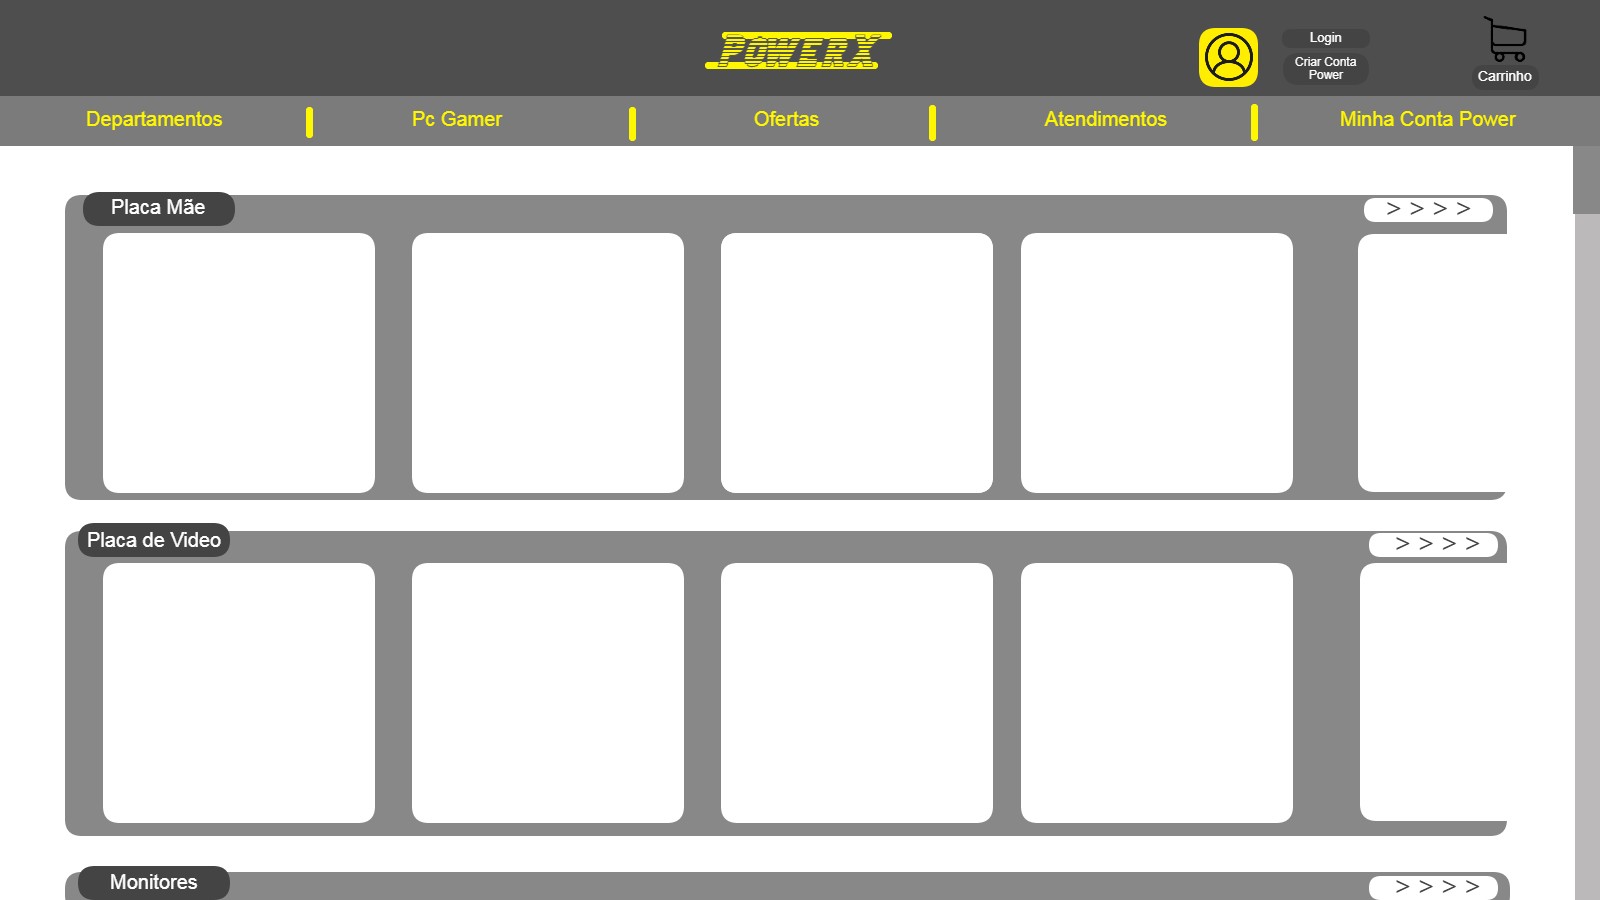 POWERX
Login
Criar Conta
Power
Carrinho
Departamentos
Pc Gamer
Ofertas
Atendimentos
Minha Conta Power
Placa Mãe
> > > >
Placa de Video
> > > >
Monitores
> > > >